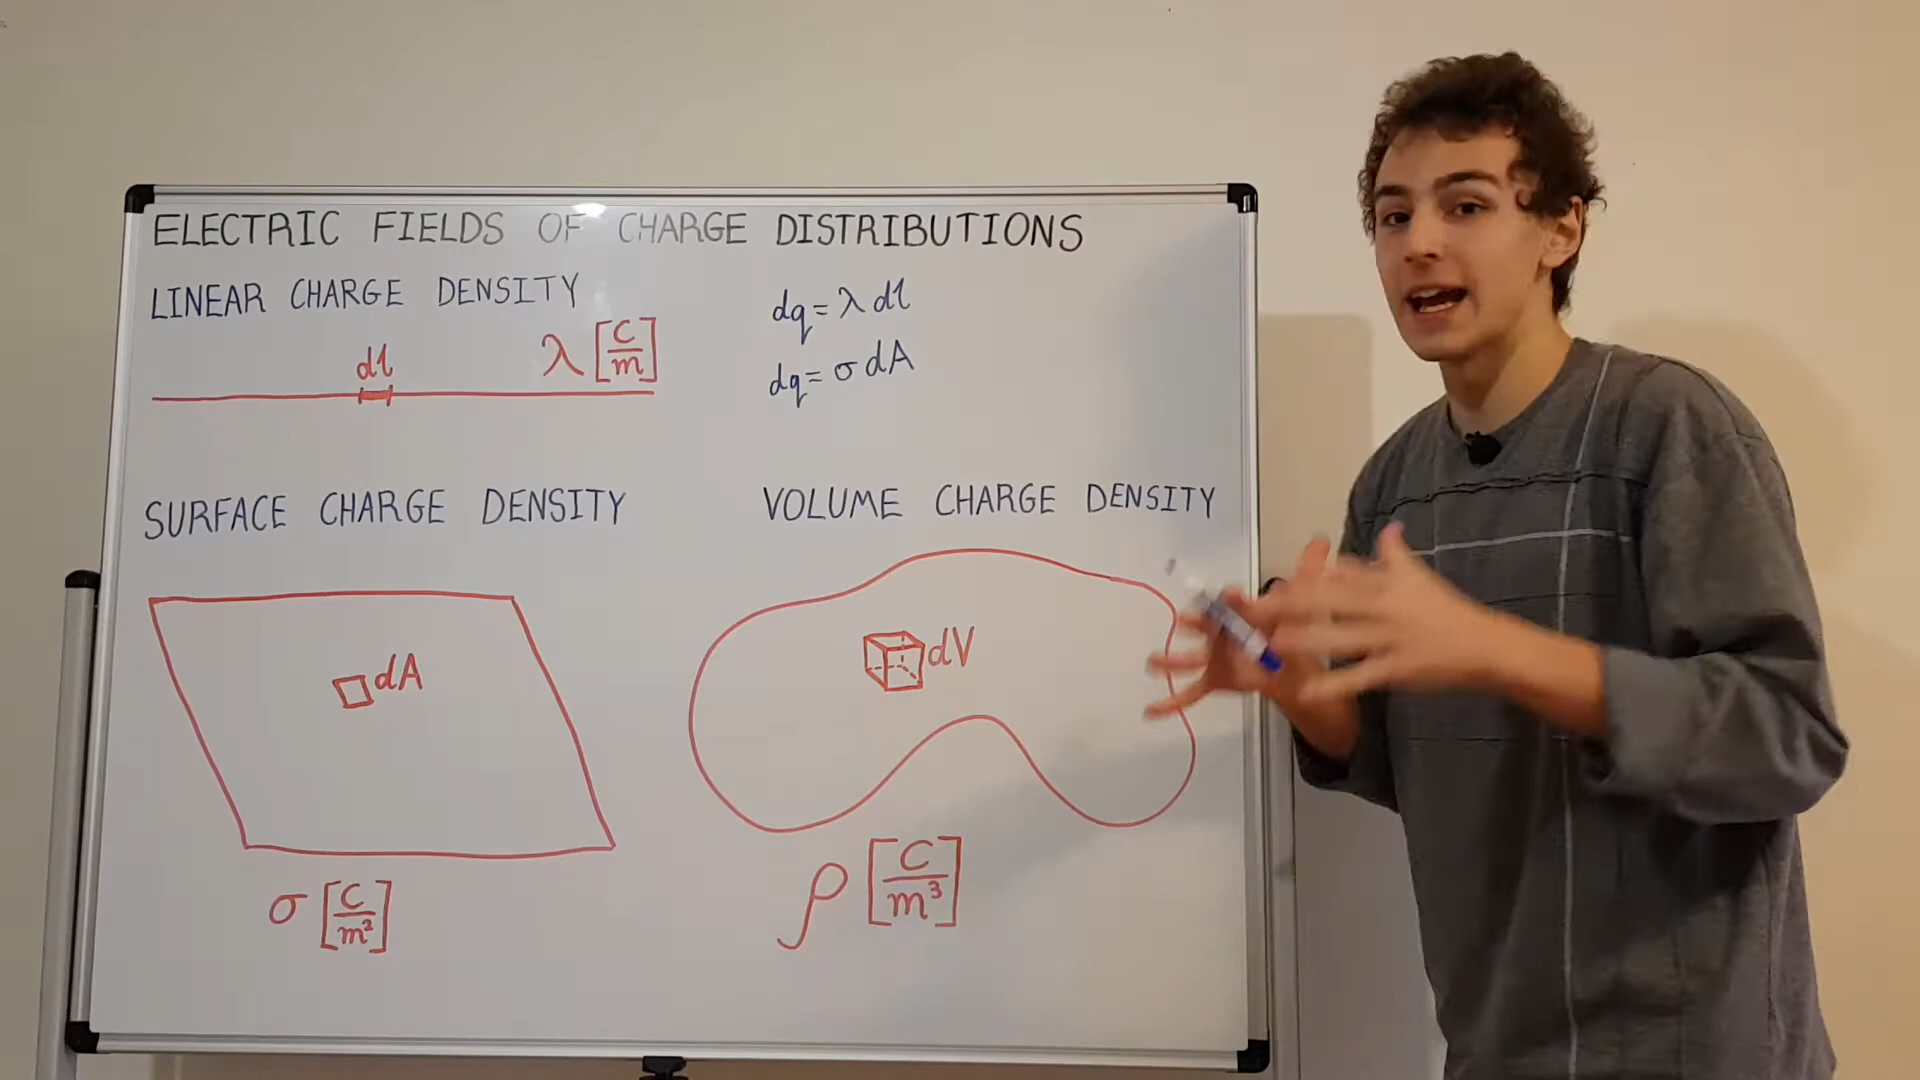 ELECTRIC FIELDS OF CHARGE DISTRIBUTIONS
LINEAR CHARGE DENSITY
dl
λ [C/m]
dq = λ dl
dq = σ dA
SURFACE CHARGE DENSITY
dA
σ [C/m²]
VOLUME CHARGE DENSITY
dV
ρ [C/m³]